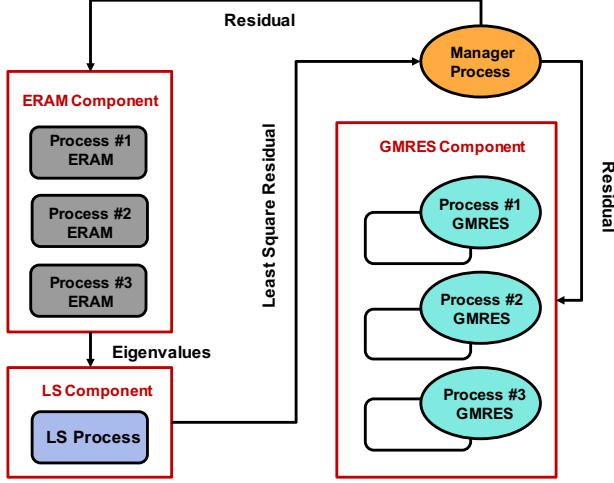 Residual
Manager
Process
ERAM Component
Process #1
ERAM
Process #2
ERAM
Process #3
ERAM
Eigenvalues
LS Component
LS Process
Least Square Residual
GMRES Component
Process #1
GMRES
Process #2
GMRES
Process #3
GMRES
Residual